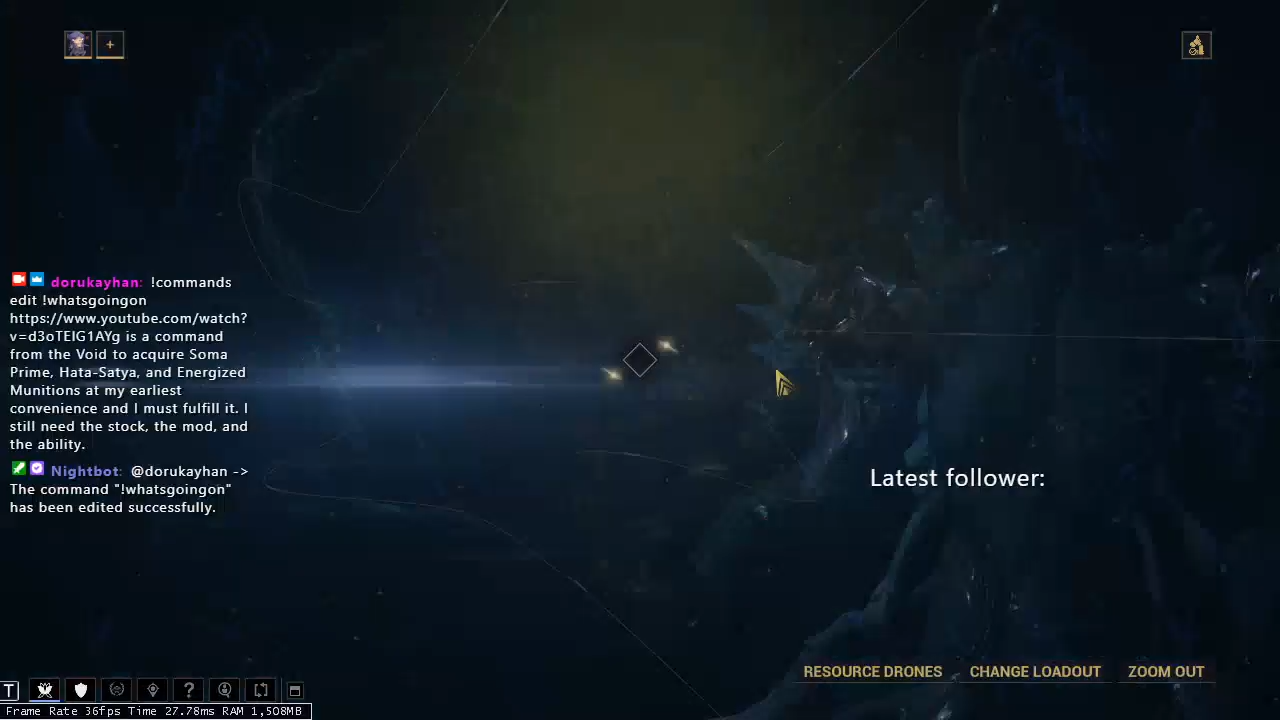 dorukayhan: !commands
edit !whatsgoingon
https://www.youtube.com/watch?
v=d3oTEIG1AYg is a command
from the Void to acquire Soma
Prime, Hata-Satya, and Energized
Munitions at my earliest
convenience and I must fulfill it. I
still need the stock, the mod, and
the ability.
Nightbot: @dorukayhan ->
The command "!whatsgoingon"
has been edited successfully.
Latest follower:
RESOURCE DRONES CHANGE LOADOUT ZOOM OUT
T ?
Frame Rate 36fps Time 27.78ms RAM 1,508MB